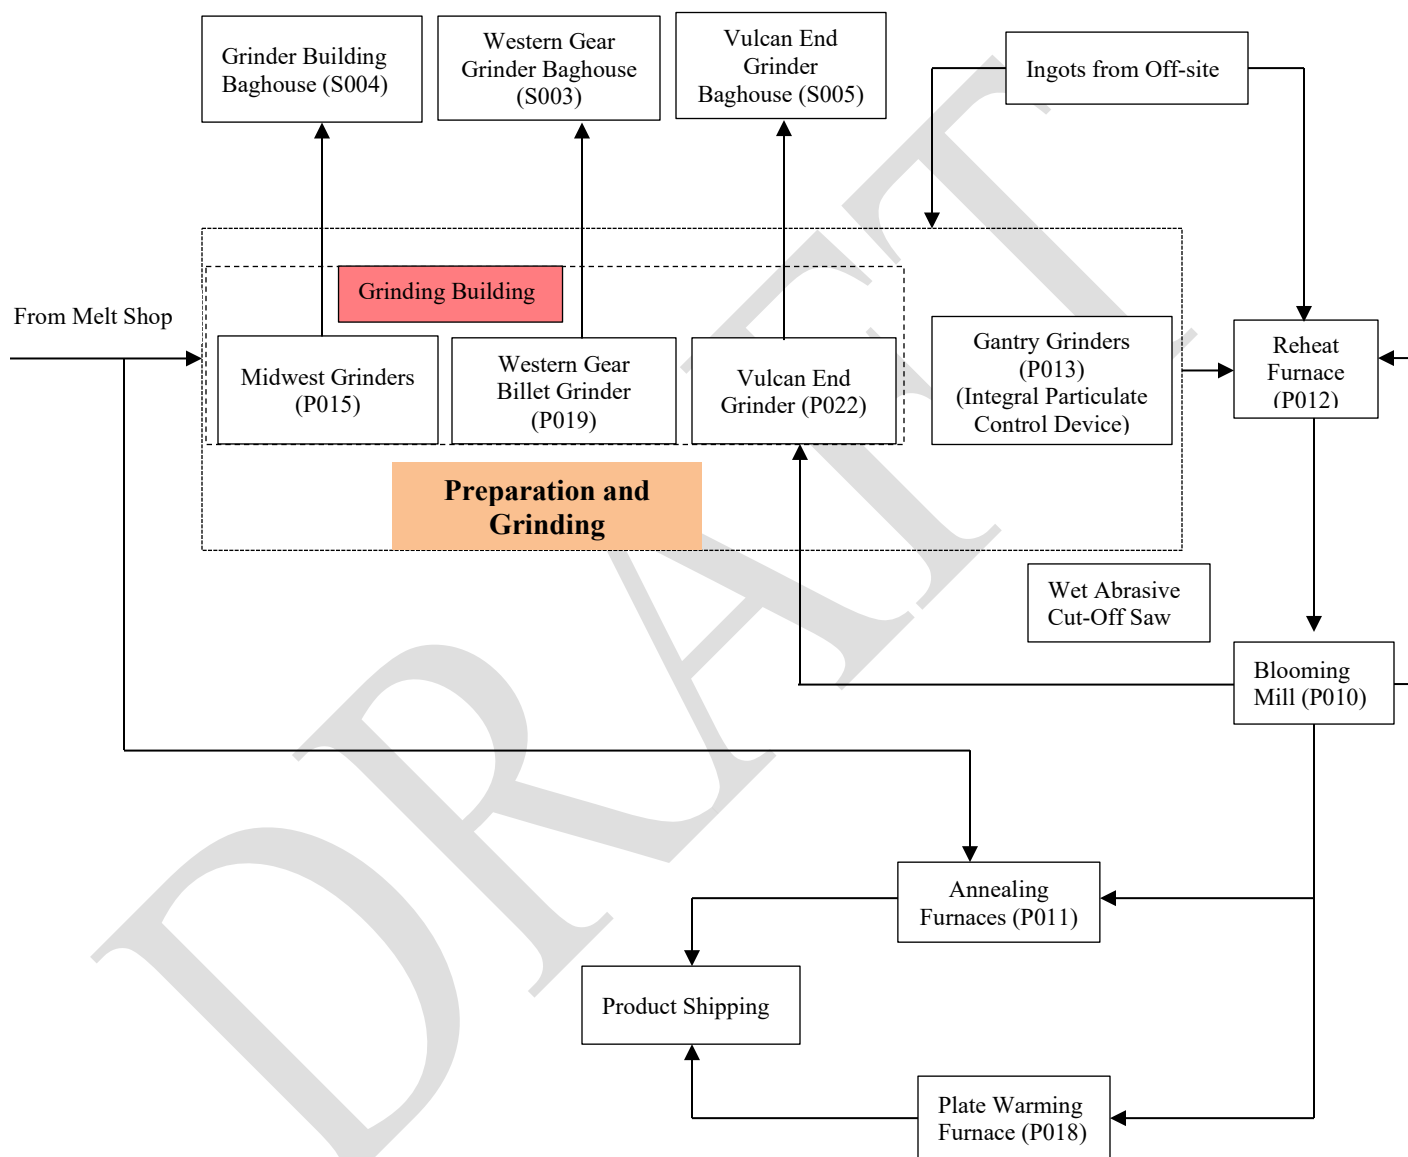 Grinder Building
Baghouse (S004)
Western Gear
Grinder Baghouse
(S003)
Vulcan End
Grinder
Baghouse (S005)
Ingots from Off-site
From Melt Shop
Grinding Building
Midwest Grinders
(P015)
Western Gear
Billet Grinder
(P019)
Vulcan End
Grinder (P022)
Gantry Grinders
(P013)
(Integral Particulate
Control Device)
Reheat
Furnace
(P012)
Preparation and
Grinding
Wet Abrasive
Cut-Off Saw
Blooming
Mill (P010)
Annealing
Furnaces (P011)
Product Shipping
Plate Warming
Furnace (P018)
DRAFT